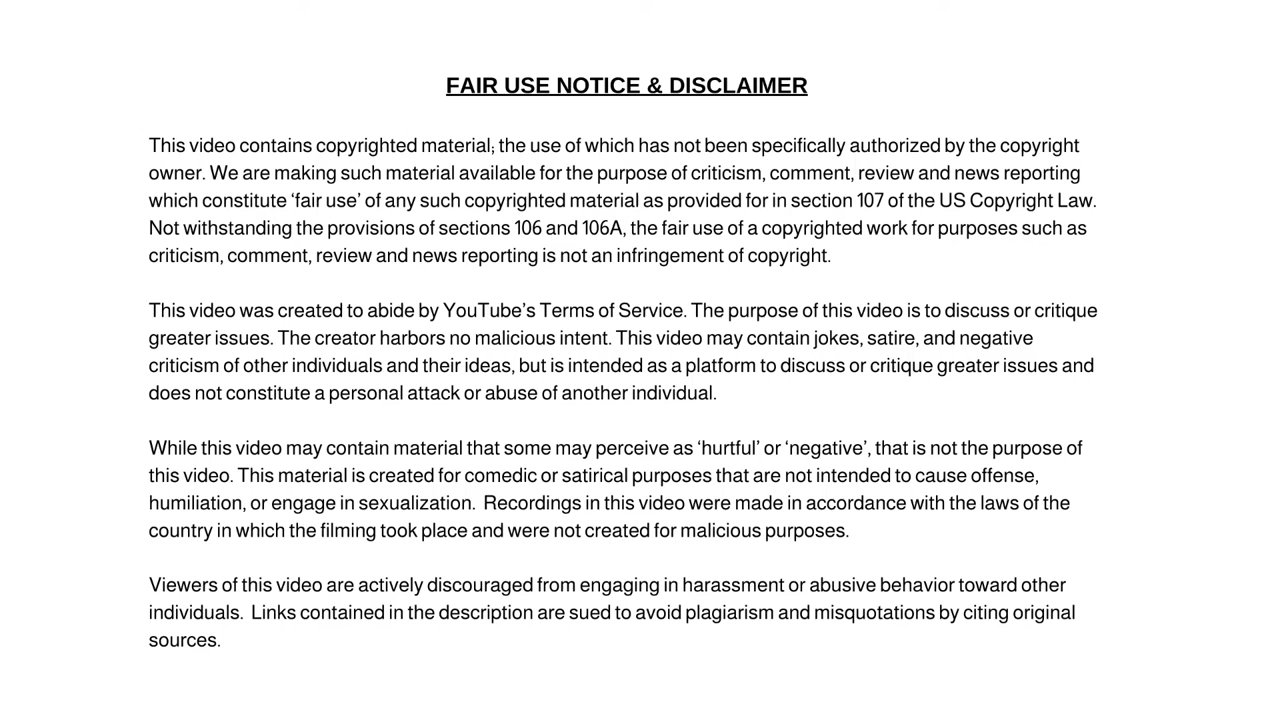 FAIR USE NOTICE & DISCLAIMER
This video contains copyrighted material; the use of which has not been specifically authorized by the copyright
owner. We are making such material available for the purpose of criticism, comment, review and news reporting
which constitute ‘fair use’ of any such copyrighted material as provided for in section 107 of the US Copyright Law.
Not withstanding the provisions of sections 106 and 106A, the fair use of a copyrighted work for purposes such as
criticism, comment, review and news reporting is not an infringement of copyright.
This video was created to abide by YouTube’s Terms of Service. The purpose of this video is to discuss or critique
greater issues. The creator harbors no malicious intent. This video may contain jokes, satire, and negative
criticism of other individuals and their ideas, but is intended as a platform to discuss or critique greater issues and
does not constitute a personal attack or abuse of another individual.
While this video may contain material that some may perceive as ‘hurtful’ or ‘negative’, that is not the purpose of
this video. This material is created for comedic or satirical purposes that are not intended to cause offense,
humiliation, or engage in sexualization.  Recordings in this video were made in accordance with the laws of the
country in which the filming took place and were not created for malicious purposes.
Viewers of this video are actively discouraged from engaging in harassment or abusive behavior toward other
individuals.  Links contained in the description are sued to avoid plagiarism and misquotations by citing original
sources.